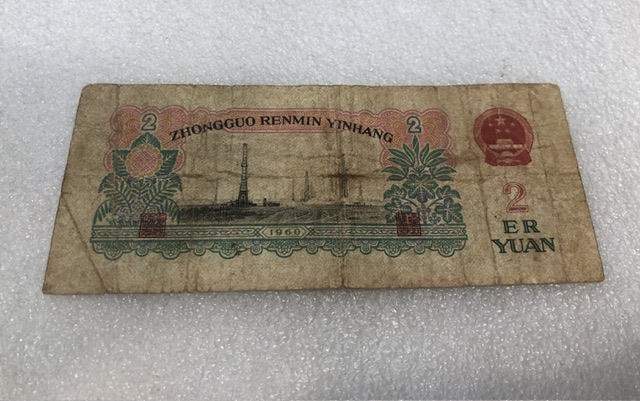 2
ZHONGGUO RENMIN YINHANG
2
1960
2
ER
YUAN